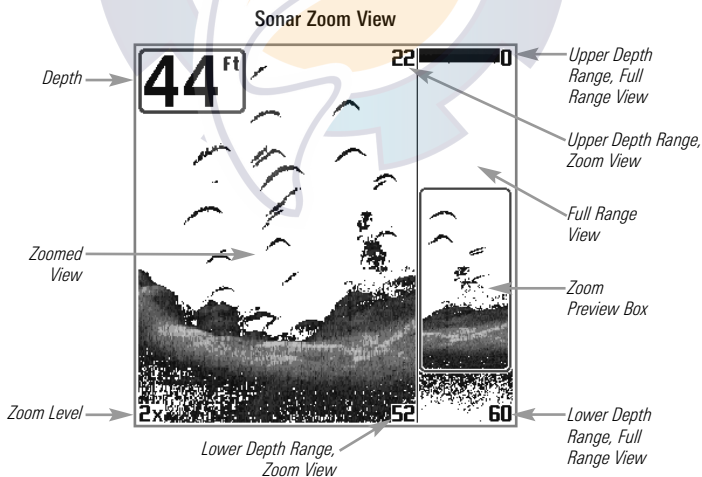 Sonar Zoom View
Depth
44 Ft
22
0
Upper Depth
Range, Full
Range View
Upper Depth Range,
Zoom View
Full Range
View
Zoomed
View
Zoom
Preview Box
Zoom Level
2x
52
60
Lower Depth Range,
Zoom View
Lower Depth
Range, Full
Range View